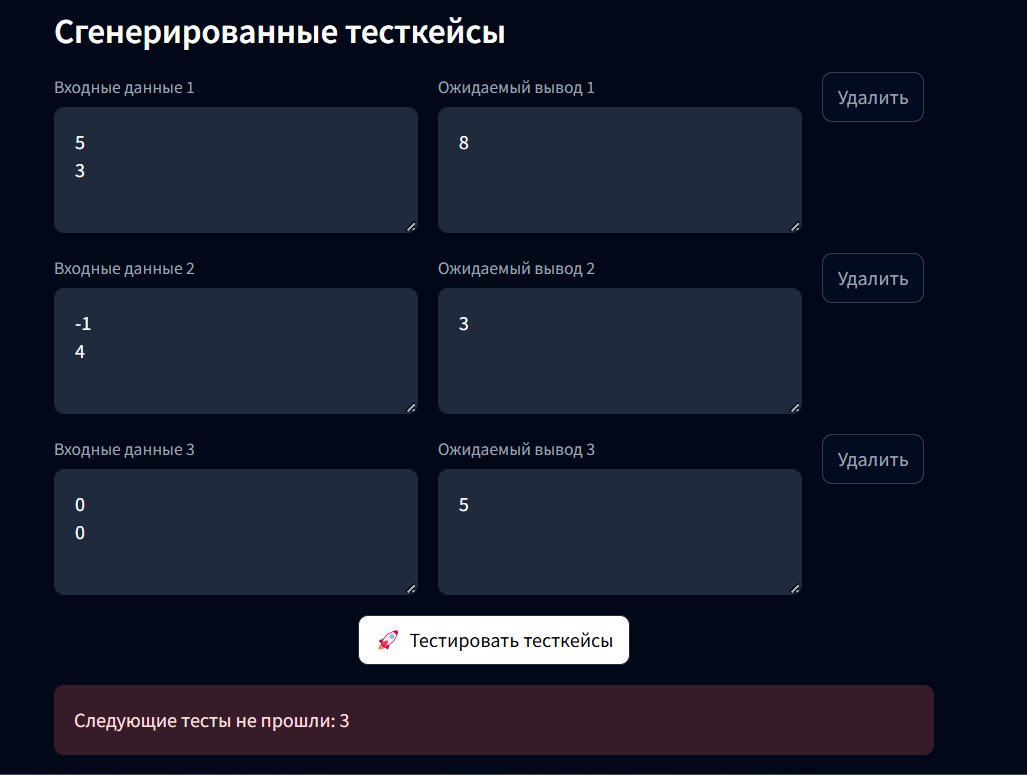 Сгенерированные тесткейсы
Входные данные 1
Ожидаемый вывод 1
Удалить
5
3
8
Входные данные 2
Ожидаемый вывод 2
Удалить
-1
4
3
Входные данные 3
Ожидаемый вывод 3
Удалить
0
0
5
🚀 Тестировать тесткейсы
Следующие тесты не прошли: 3